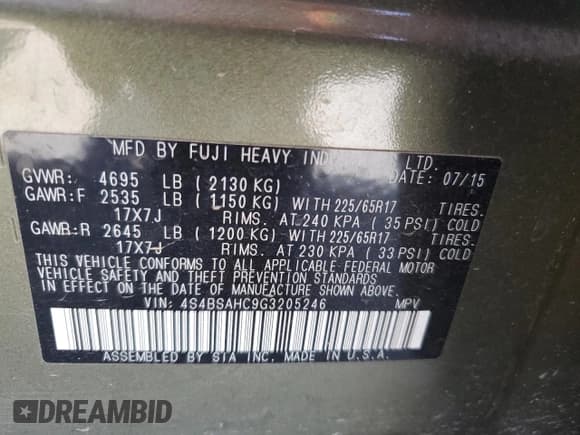 MFD BY FUJI HEAVY LTD.
GVWR: 4695 LB (2130 KG) DATE: 07/15
GAWR:F 2535 LB (1150 KG) WITH 225/65R17 TIRES.
17X7J RIMS. AT 240 KPA (35 PSI) COLD
GAWR:R 2645 LB (1200 KG) WITH 225/65R17 TIRES.
17X7J RIMS. AT 230 KPA (33 PSI) COLD
THIS VEHICLE CONFORMS TO ALL APPLICABLE FEDERAL MOTOR
VEHICLE SAFETY AND THEFT PREVENTION STANDARDS
IN EFFECT ON THE DATE OF MANUFACTURE SHOWN ABOVE.
VIN: 4S4BSAHC9G3205246 MPV
ASSEMBLED BY SIA INC. MADE IN U.S.A.
DREAMBID